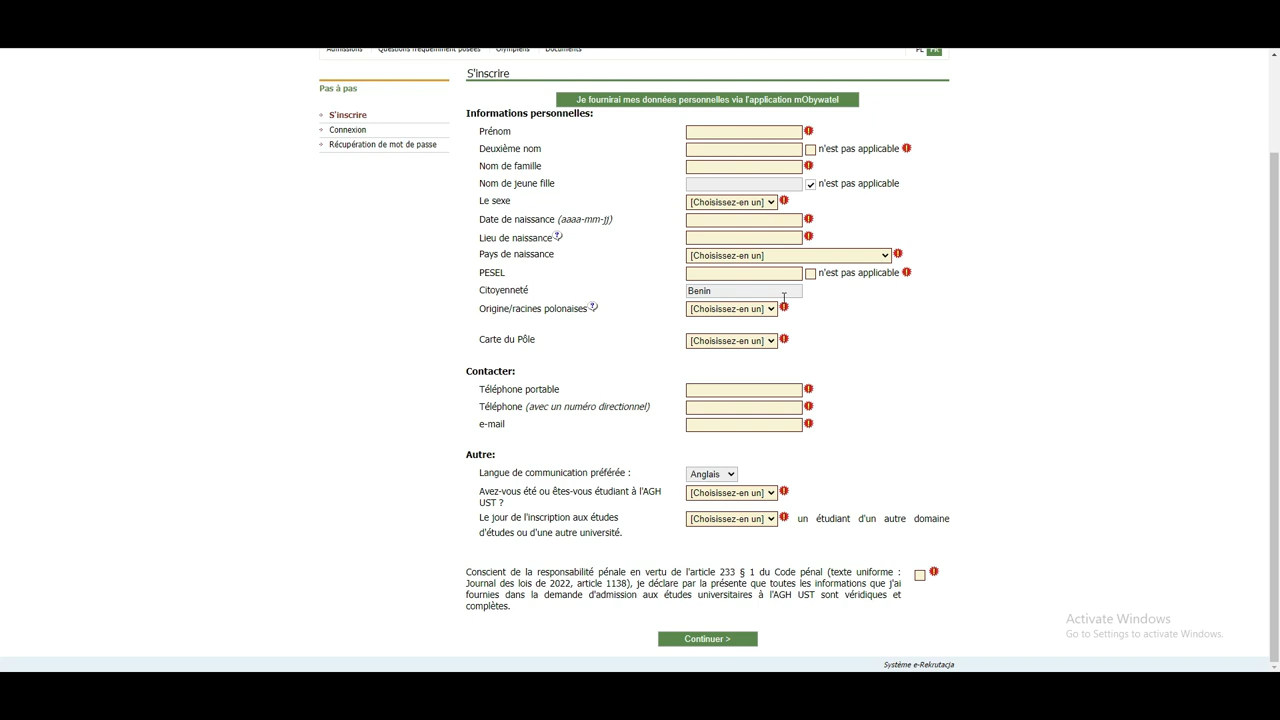 Admissions Questions fréquemment posées Olympiens Documents PL FR
S'inscrire
Pas à pas
Je fournirai mes données personnelles via l'application mObywatel
Informations personnelles:
S'inscrire
Connexion
Récupération de mot de passe
Prénom
Deuxième nom n'est pas applicable
Nom de famille
Nom de jeune fille n'est pas applicable
Le sexe [Choisissez-en un]
Date de naissance (aaaa-mm-jj)
Lieu de naissance
Pays de naissance [Choisissez-en un]
PESEL n'est pas applicable
Citoyenneté Benin
Origine/racines polonaises [Choisissez-en un]
Carte du Pôle [Choisissez-en un]
Contacter:
Téléphone portable
Téléphone (avec un numéro directionnel)
e-mail
Autre:
Langue de communication préférée : Anglais
Avez-vous été ou êtes-vous étudiant à l'AGH [Choisissez-en un]
UST ?
Le jour de l'inscription aux études [Choisissez-en un] un étudiant d'un autre domaine
d'études ou d'une autre université.
Conscient de la responsabilité pénale en vertu de l'article 233 § 1 du Code pénal (texte uniforme :
Journal des lois de 2022, article 1138), je déclare par la présente que toutes les informations que j'ai
fournies dans la demande d'admission aux études universitaires à l'AGH UST sont véridiques et
complètes.
Activate Windows
Go to Settings to activate Windows.
Continuer >
Système e-Rekrutacja